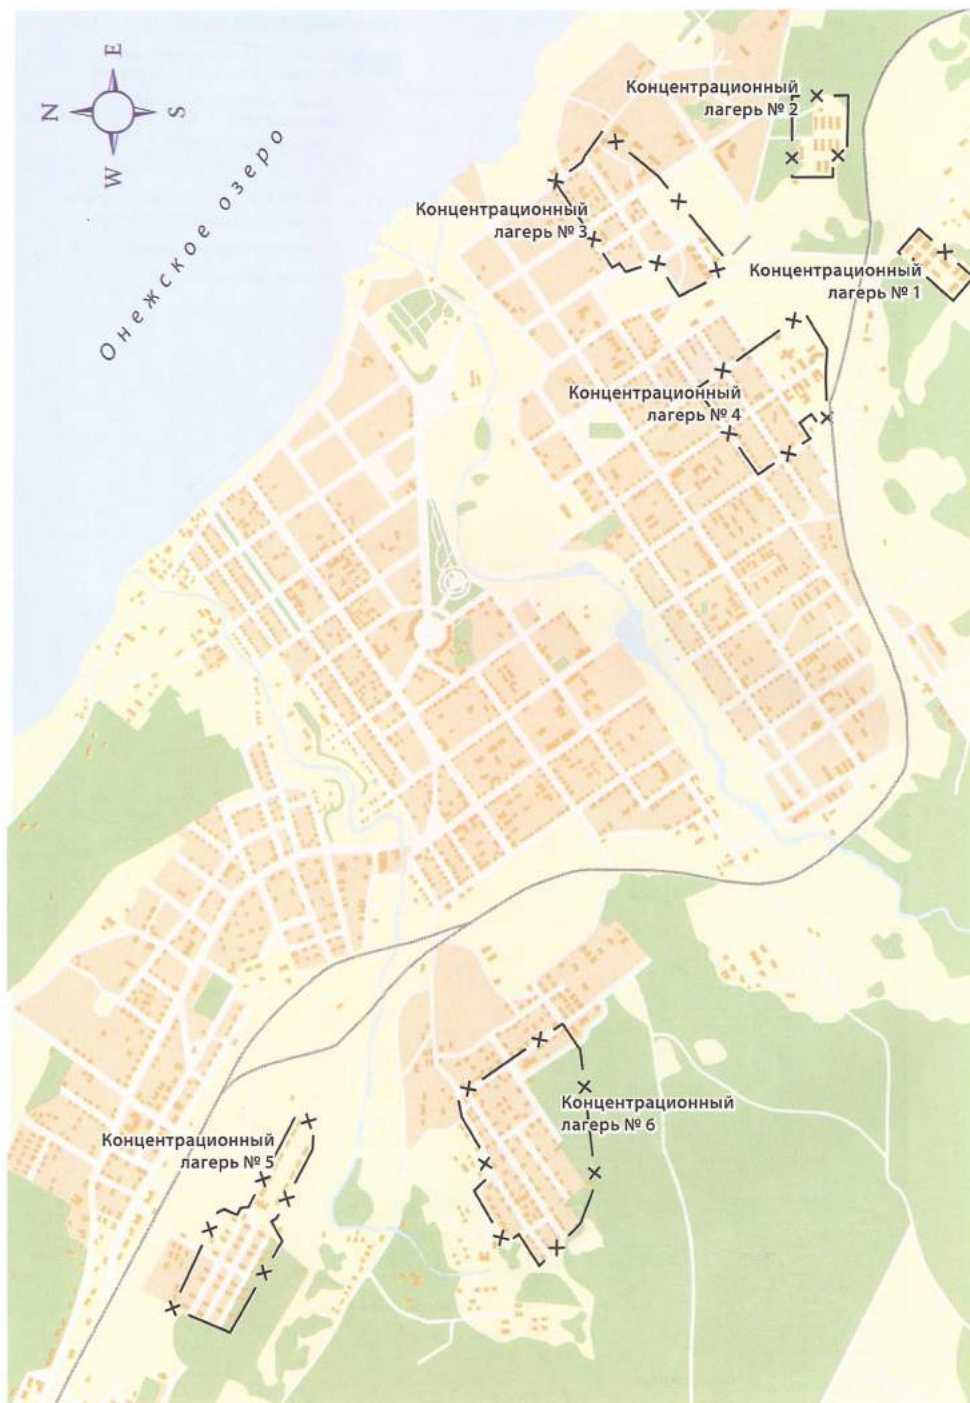 E
N
S
W
Онежское озеро
Концентрационный
лагерь № 2
Концентрационный
лагерь № 3
Концентрационный
лагерь № 1
Концентрационный
лагерь № 4
Концентрационный
лагерь № 6
Концентрационный
лагерь № 5